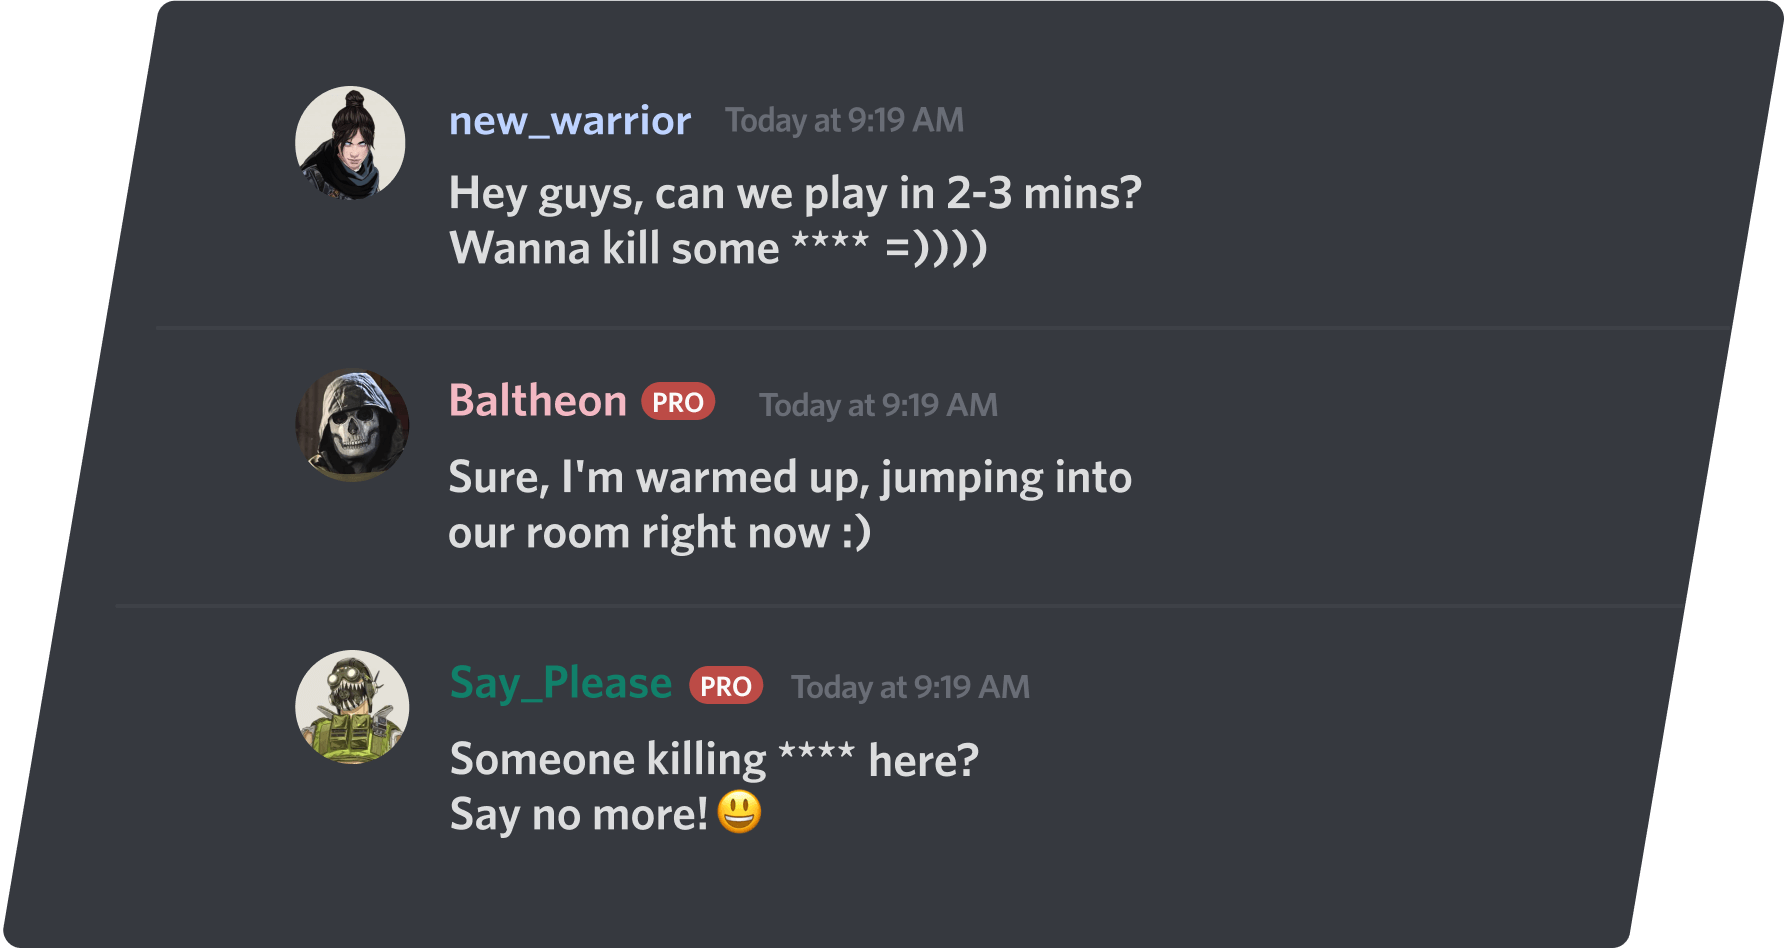 new_warrior Today at 9:19 AM
Hey guys, can we play in 2-3 mins?
Wanna kill some **** =))))
Baltheon PRO Today at 9:19 AM
Sure, I'm warmed up, jumping into
our room right now :)
Say_Please PRO Today at 9:19 AM
Someone killing **** here?
Say no more! 😃